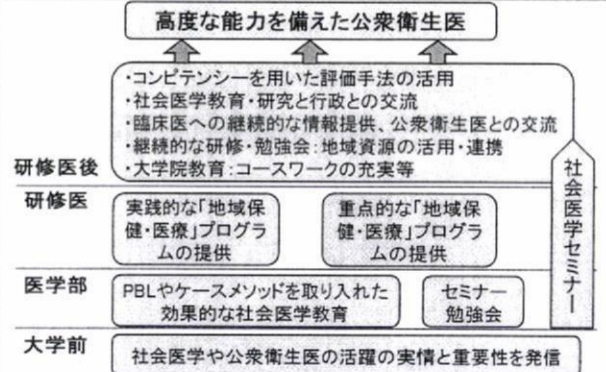 高度な能力を備えた公衆衛生医
・コンピテンシーを用いた評価手法の活用
・社会医学教育・研究と行政との交流
・臨床医への継続的な情報提供、公衆衛生医との交流
・継続的な研修・勉強会:地域資源の活用・連携
・大学院教育:コースワークの充実等
研修医後
社会医学セミナー
研修医
実践的な「地域保
健・医療」プログラ
ムの提供
重点的な「地域保
健・医療」プログラ
ムの提供
医学部
PBLやケースメソッドを取り入れた
効果的な社会医学教育
セミナー
勉強会
大学前
社会医学や公衆衛生医の活躍の実情と重要性を発信